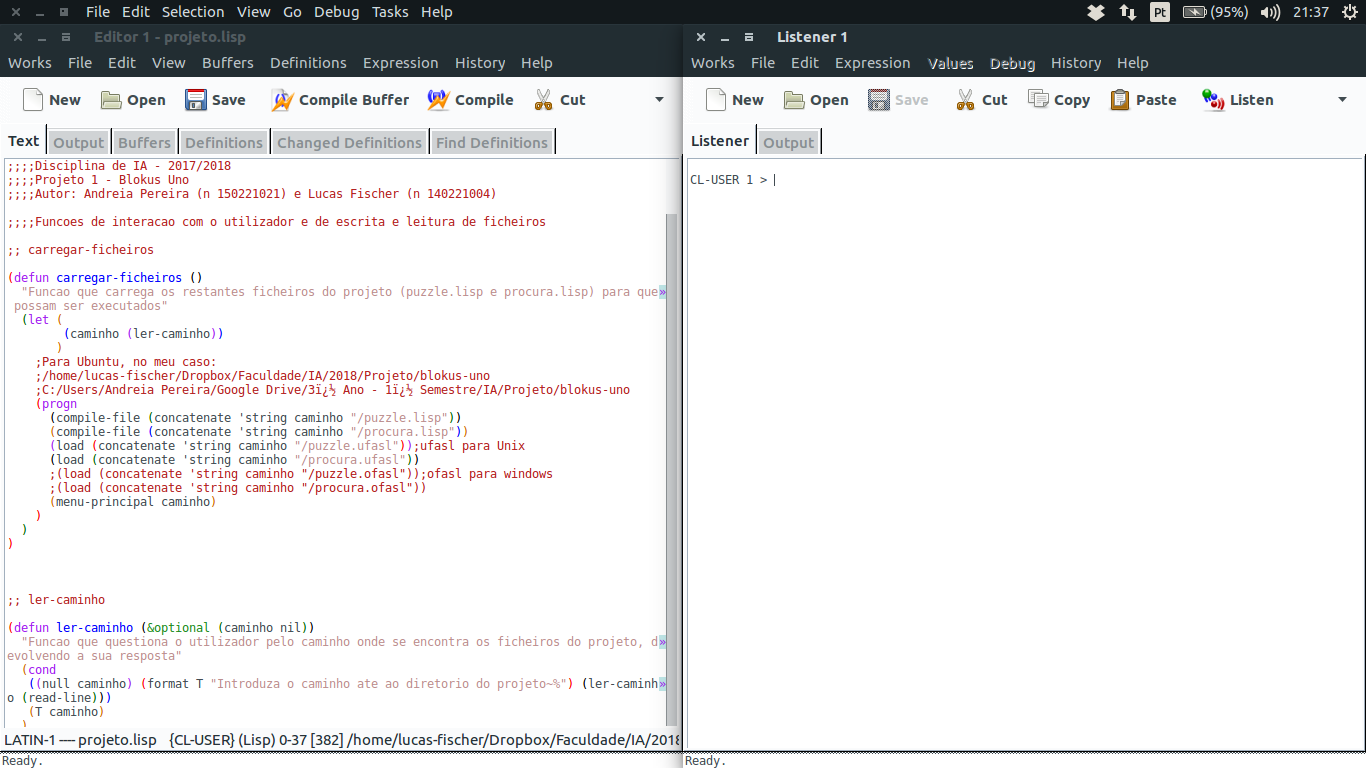 File Edit Selection View Go Debug Tasks Help Pt (95%) 21:37
Editor 1 - projeto.lisp
Works File Edit View Buffers Definitions Expression History Help
New Open Save Compile Buffer Compile Cut
Text Output Buffers Definitions Changed Definitions Find Definitions
;;;;Disciplina de IA - 2017/2018
;;;;Projeto 1 - Blokus Uno
;;;;Autor: Andreia Pereira (n 150221021) e Lucas Fischer (n 140221004)
;;;;Funcoes de interacao com o utilizador e de escrita e leitura de ficheiros
;; carregar-ficheiros
(defun carregar-ficheiros ()
"Funcao que carrega os restantes ficheiros do projeto (puzzle.lisp e procura.lisp) para que»
possam ser executados"
(let (
(caminho (ler-caminho))
)
;Para Ubuntu, no meu caso:
;/home/lucas-fischer/Dropbox/Faculdade/IA/2018/Projeto/blokus-uno
;C:/Users/Andreia Pereira/Google Drive/3ï¿½ Ano - 1ï¿½ Semestre/IA/Projeto/blokus-uno
(progn
(compile-file (concatenate 'string caminho "/puzzle.lisp"))
(compile-file (concatenate 'string caminho "/procura.lisp"))
(load (concatenate 'string caminho "/puzzle.ufasl"));ufasl para Unix
(load (concatenate 'string caminho "/procura.ufasl"))
;(load (concatenate 'string caminho "/puzzle.ofasl"));ofasl para windows
;(load (concatenate 'string caminho "/procura.ofasl"))
(menu-principal caminho)
)
)
)
;; ler-caminho
(defun ler-caminho (&optional (caminho nil))
"Funcao que questiona o utilizador pelo caminho onde se encontra os ficheiros do projeto, d»
evolvendo a sua resposta"
(cond
((null caminho) (format T "Introduza o caminho ate ao diretorio do projeto~%") (ler-caminh»
o (read-line)))
(T caminho)
)
LATIN-1 ---- projeto.lisp {CL-USER} (Lisp) 0-37 [382] /home/lucas-fischer/Dropbox/Faculdade/IA/2018
Ready.
Listener 1
Works File Edit Expression Values Debug History Help
New Open Save Cut Copy Paste Listen
Listener Output
CL-USER 1 >
Ready.